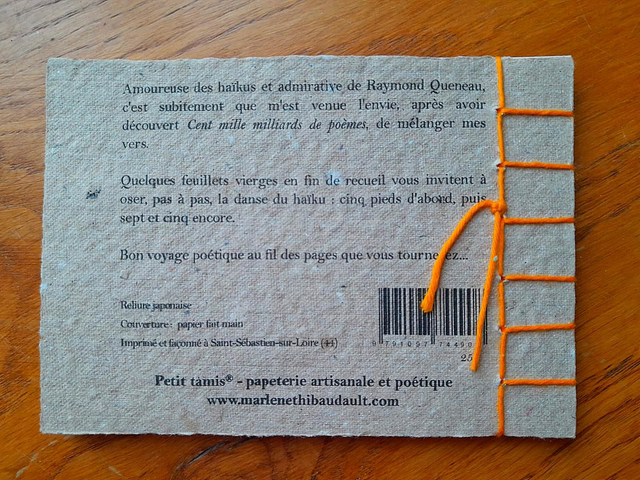 Amoureuse des haïkus et admirative de Raymond Queneau,
c'est subitement que m'est venue l'envie, après avoir
découvert Cent mille milliards de poèmes, de mélanger mes
vers.
Quelques feuillets vierges en fin de recueil vous invitent à
oser, pas à pas, la danse du haïku : cinq pieds d'abord, puis
sept et cinq encore.
Bon voyage poétique au fil des pages que vous tournerez...
Reliure japonaise
Couverture : papier fait main
Imprimé et façonné à Saint-Sébastien-sur-Loire
9 791097 74490
25
Petit tamis® - papeterie artisanale et poétique
www.marlenethibaudault.com